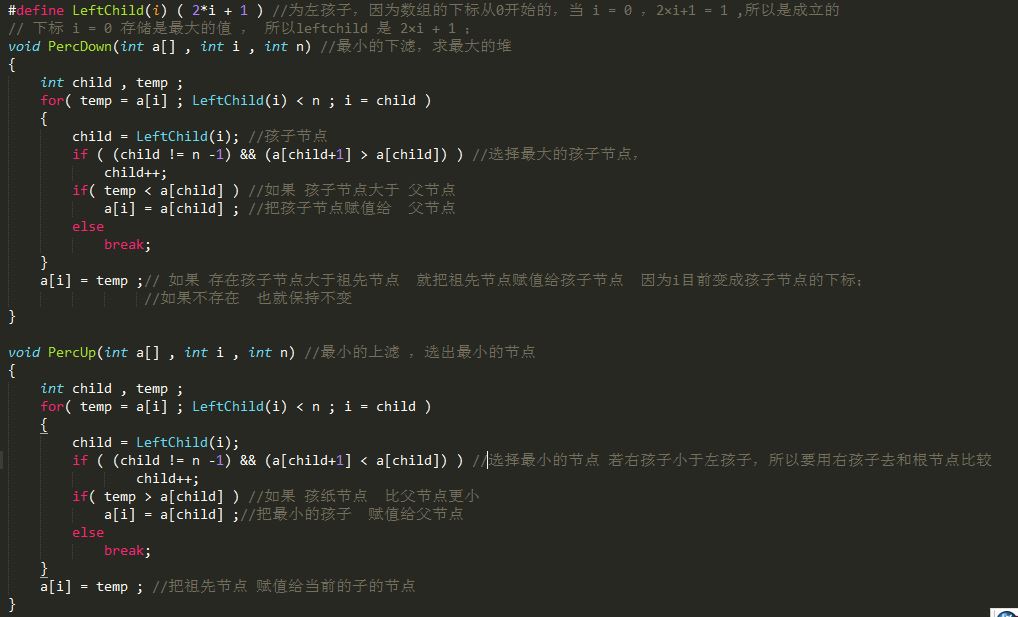 #define LeftChild(i) ( 2*i + 1 ) //为左孩子，因为数组的下标从0开始的，当 i = 0 ，2×i+1 = 1 ,所以是成立的
// 下标 i = 0 存储是最大的值 ， 所以leftchild 是 2×i + 1 ；
void PercDown(int a[] , int i , int n) //最小的下滤，求最大的堆
{
    int child , temp ;
    for( temp = a[i] ; LeftChild(i) < n ; i = child )
    {
        child = LeftChild(i); //孩子节点
        if ( (child != n -1) && (a[child+1] > a[child]) ) //选择最大的孩子节点，
            child++;
        if( temp < a[child] ) //如果 孩子节点大于 父节点
            a[i] = a[child] ; //把孩子节点赋值给  父节点
        else
            break;
    }
    a[i] = temp ;// 如果 存在孩子节点大于祖先节点  就把祖先节点赋值给孩子节点  因为i目前变成孩子节点的下标；
                 //如果不存在  也就保持不变
}
void PercUp(int a[] , int i , int n) //最小的上滤 ，选出最小的节点
{
    int child , temp ;
    for( temp = a[i] ; LeftChild(i) < n ; i = child )
    {
        child = LeftChild(i);
        if ( (child != n -1) && (a[child+1] < a[child]) ) //选择最小的节点 若右孩子小于左孩子，所以要用右孩子去和根节点比较
                child++;
        if( temp > a[child] ) //如果 孩纸节点  比父节点更小
            a[i] = a[child] ;//把最小的孩子  赋值给父节点
        else
            break;
    }
    a[i] = temp ; //把祖先节点 赋值给当前的子的节点
}